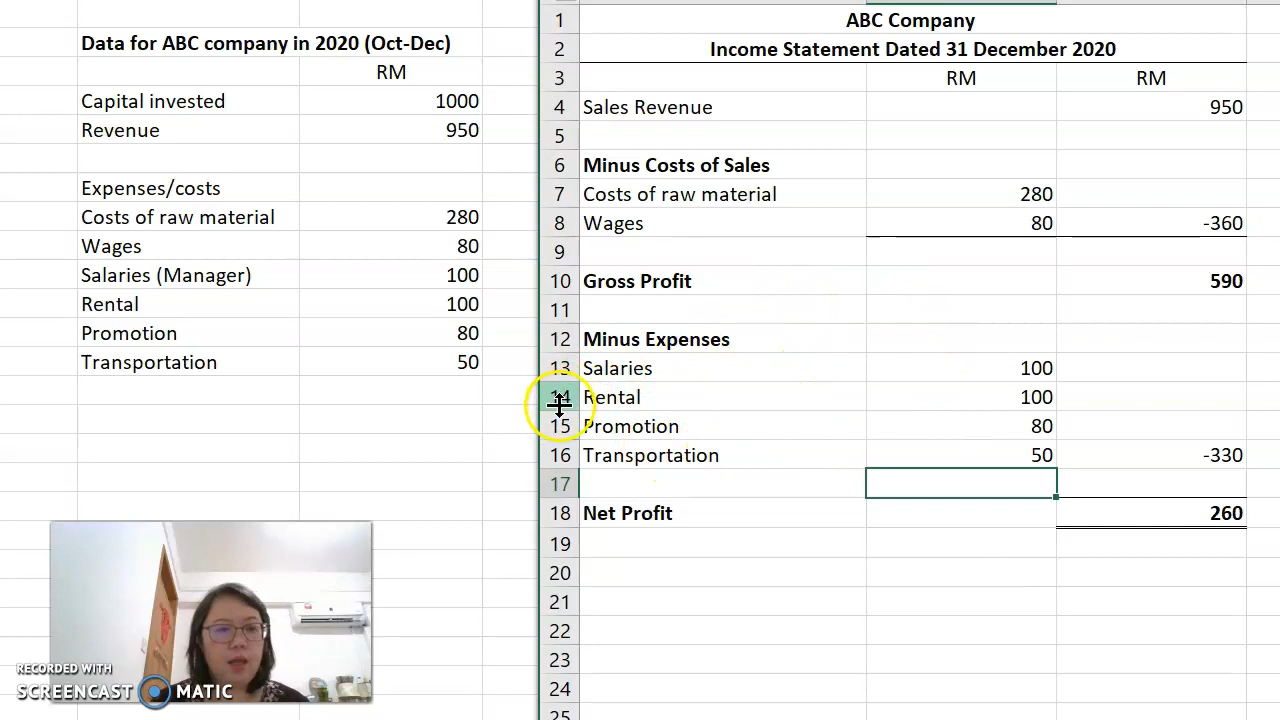 Data for ABC company in 2020 (Oct-Dec)
RM
Capital invested 1000
Revenue 950
Expenses/costs
Costs of raw material 280
Wages 80
Salaries (Manager) 100
Rental 100
Promotion 80
Transportation 50
RECORDED WITH
SCREENCAST MATIC
1 ABC Company
2 Income Statement Dated 31 December 2020
3 RM RM
4 Sales Revenue 950
5
6 Minus Costs of Sales
7 Costs of raw material 280
8 Wages 80 -360
9
10 Gross Profit 590
11
12 Minus Expenses
13 Salaries 100
14 Rental 100
15 Promotion 80
16 Transportation 50 -330
17
18 Net Profit 260
19
20
21
22
23
24
25